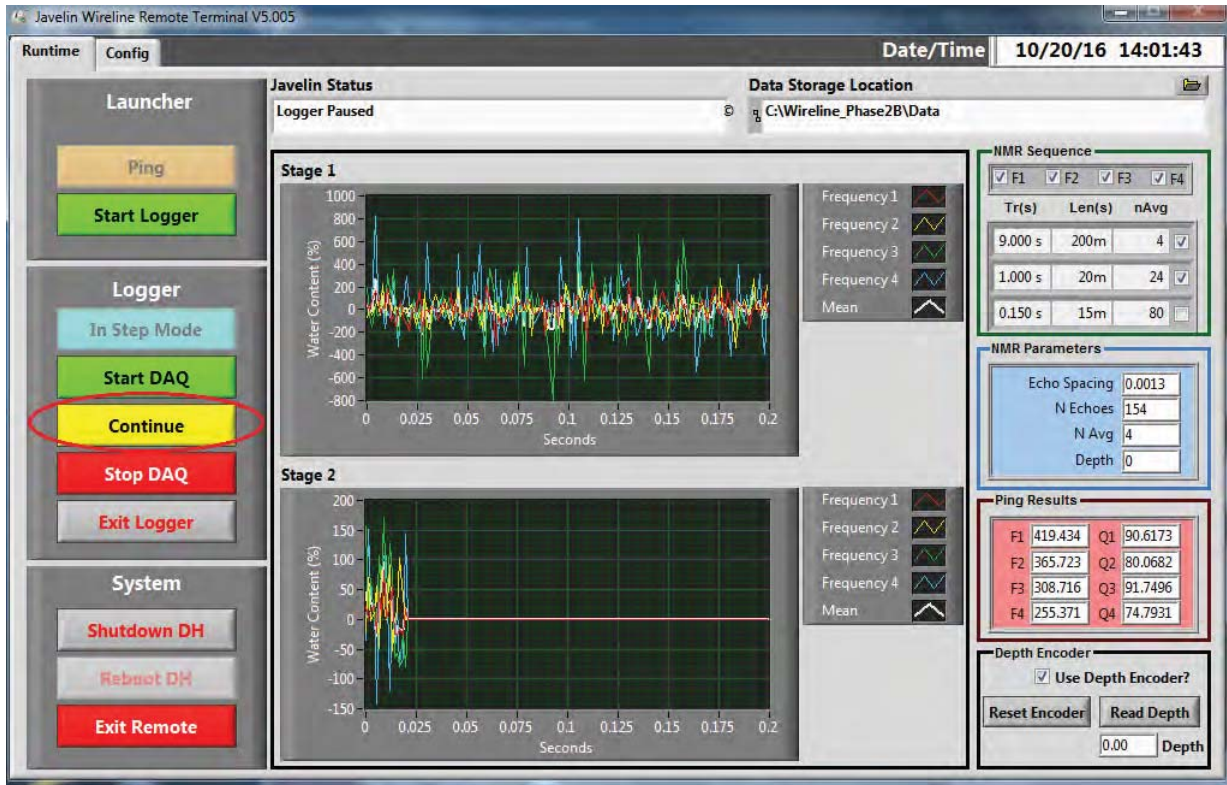 Javelin Wireline Remote Terminal V5.005
Runtime
Config
Date/Time
10/20/16 14:01:43
Launcher
Ping
Start Logger
Logger
In Step Mode
Start DAQ
Continue
Stop DAQ
Exit Logger
System
Shutdown DH
Reboot DH
Exit Remote
Javelin Status
Logger Paused
Data Storage Location
C:\Wireline_Phase2B\Data
Stage 1
1000
800
600
400
200
0
-200
-400
-600
-800
Water Content (%)
0 0.025 0.05 0.075 0.1 0.125 0.15 0.175 0.2
Seconds
Frequency 1
Frequency 2
Frequency 3
Frequency 4
Mean
Stage 2
200
150
100
50
0
-50
-100
-150
Water Content (%)
0 0.025 0.05 0.075 0.1 0.125 0.15 0.175 0.2
Seconds
Frequency 1
Frequency 2
Frequency 3
Frequency 4
Mean
NMR Sequence
F1 F2 F3 F4
Tr(s) Len(s) nAvg
9.000 s 200m 4
1.000 s 20m 24
0.150 s 15m 80
NMR Parameters
Echo Spacing 0.0013
N Echoes 154
N Avg 4
Depth 0
Ping Results
F1 419.434 Q1 90.6173
F2 365.723 Q2 80.0682
F3 308.716 Q3 91.7496
F4 255.371 Q4 74.7931
Depth Encoder
Use Depth Encoder?
Reset Encoder
Read Depth
0.00 Depth